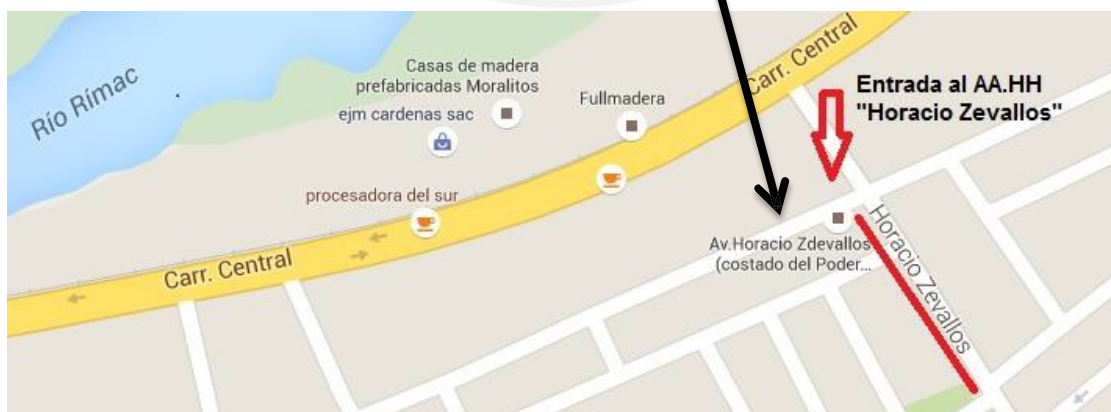 Río Rímac
Casas de madera
prefabricadas Moralitos
ejm cardenas sac
Fullmadera
Carr. Central
Entrada al AA.HH
"Horacio Zevallos"
procesadora del sur
Carr. Central
Av.Horacio Zdevallos
(costado del Poder...
Horacio Zevallos